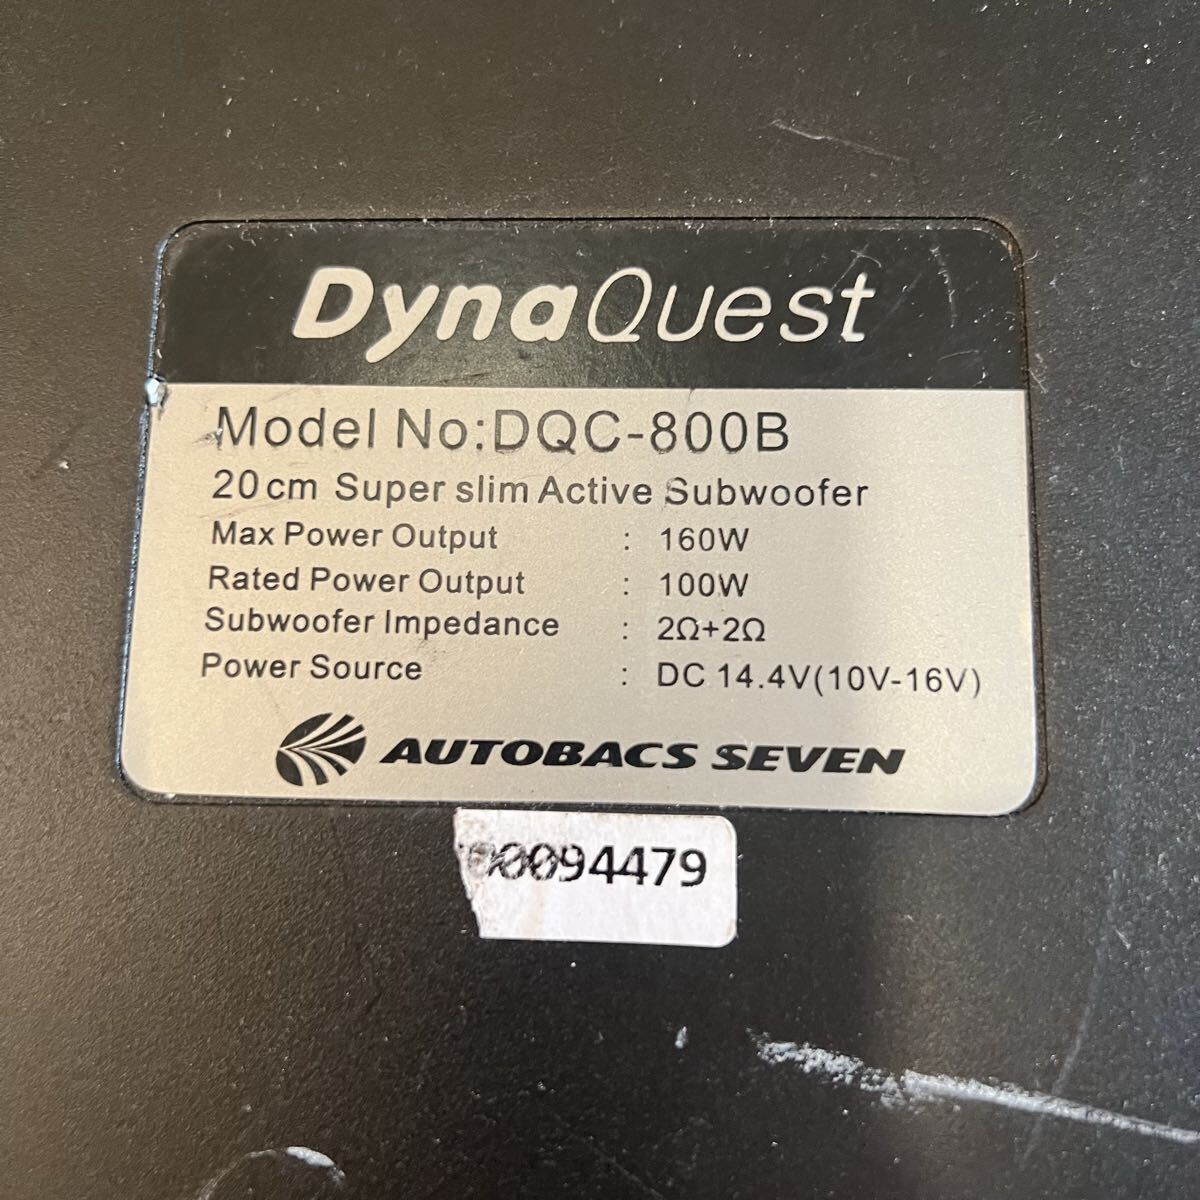 DynaQuest
Model No:DQC-800B
20cm Super slim Active Subwoofer
Max Power Output : 160W
Rated Power Output : 100W
Subwoofer Impedance : 2Ω+2Ω
Power Source : DC 14.4V(10V-16V)
AUTOBACS SEVEN
00094479